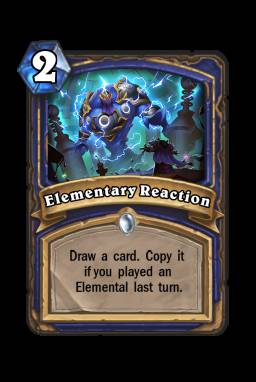 2
Elementary Reaction
Draw a card. Copy it
if you played an
Elemental last turn.